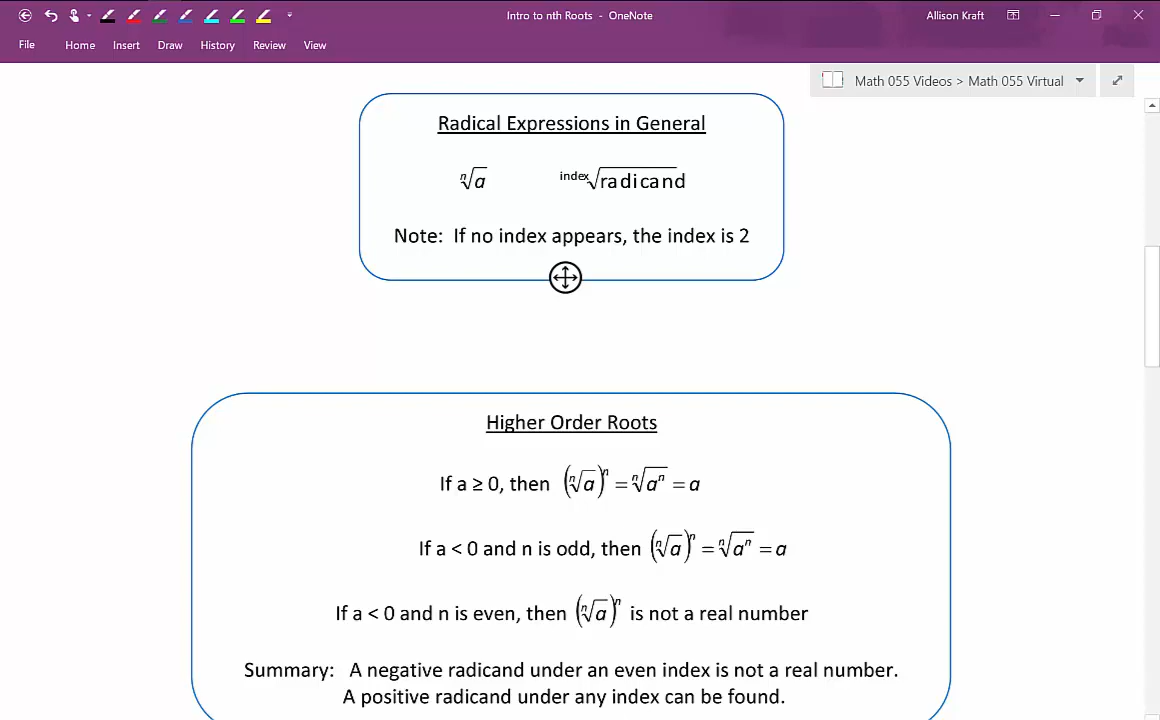 Intro to nth Roots - OneNote
Allison Kraft
File Home Insert Draw History Review View
Math 055 Videos > Math 055 Virtual
Radical Expressions in General
ⁿ√a index√radicand
Note: If no index appears, the index is 2
Higher Order Roots
If a ≥ 0, then (ⁿ√a)ⁿ = ⁿ√aⁿ = a
If a < 0 and n is odd, then (ⁿ√a)ⁿ = ⁿ√aⁿ = a
If a < 0 and n is even, then (ⁿ√a)ⁿ is not a real number
Summary: A negative radicand under an even index is not a real number.
A positive radicand under any index can be found.